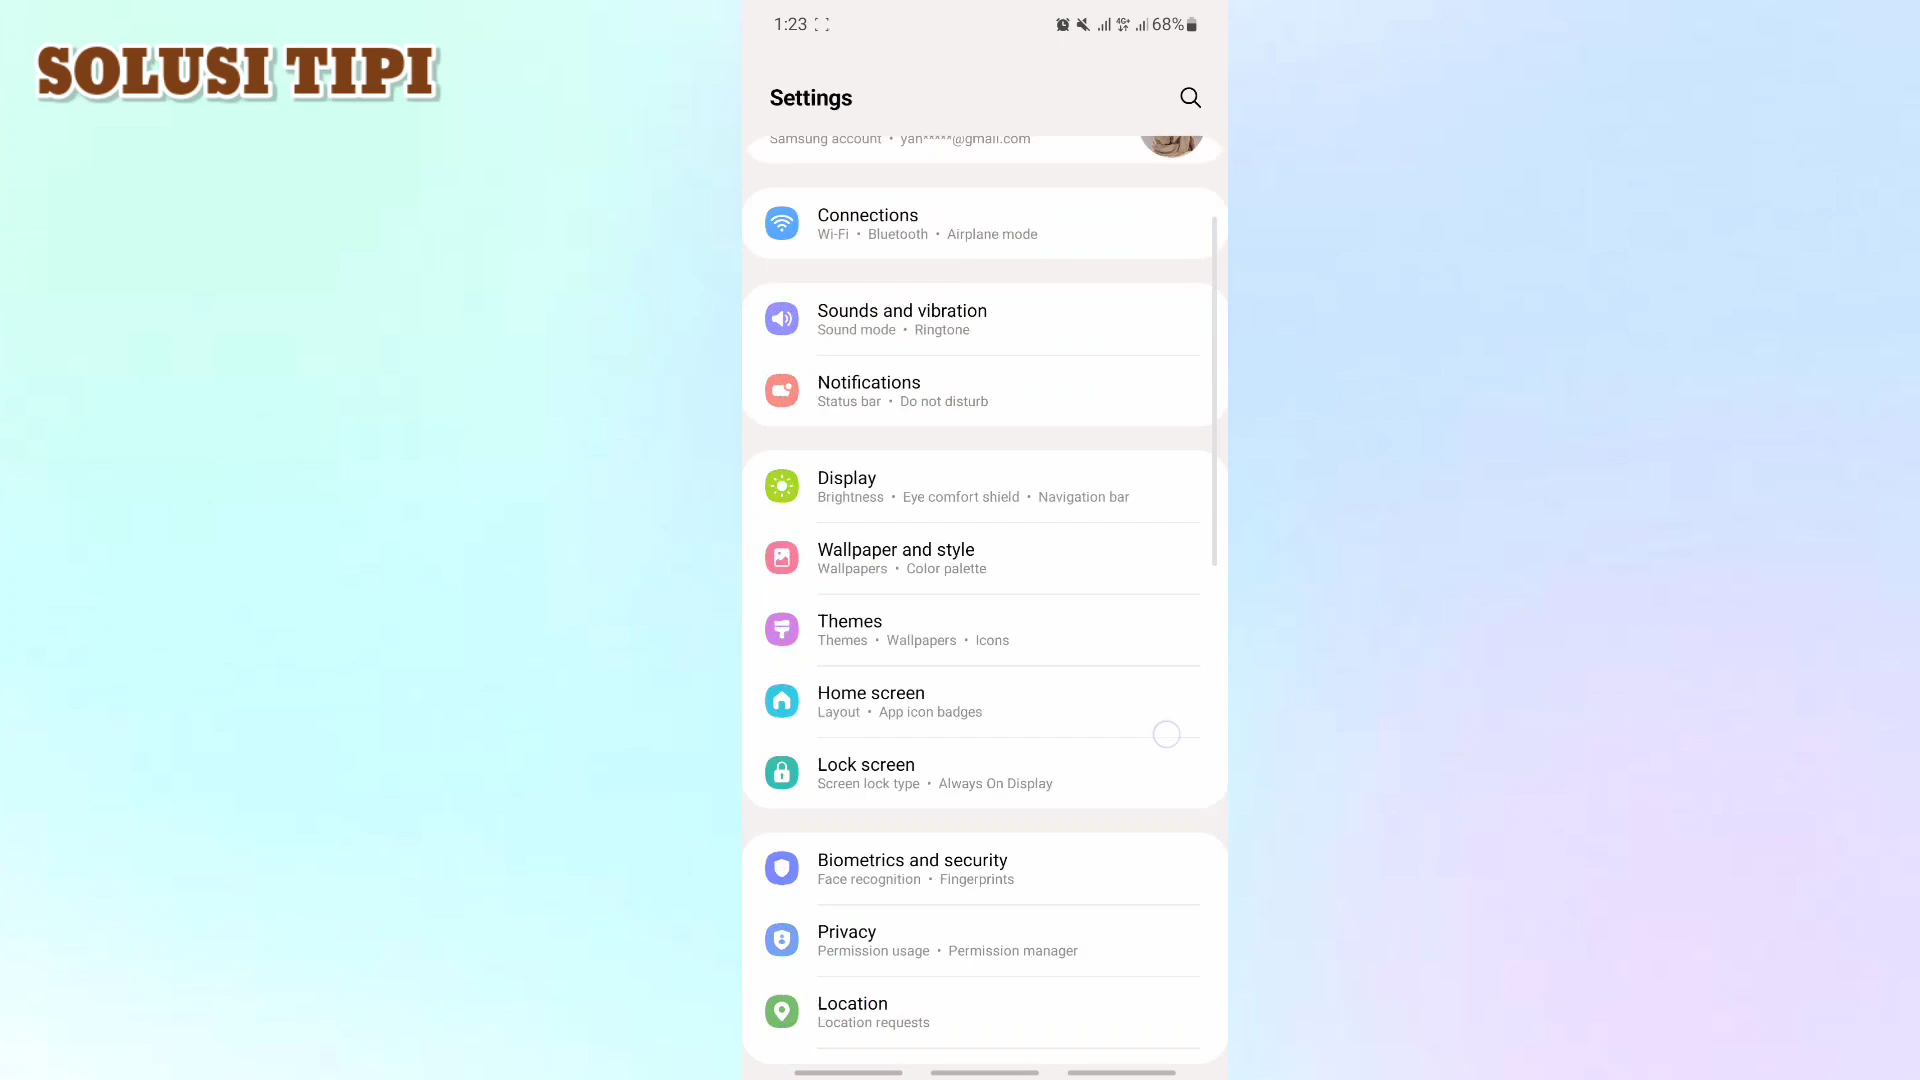 SOLUSI TIPI
1:23
4G+
68%
Settings
Samsung account • yan*****@gmail.com
Connections
Wi-Fi • Bluetooth • Airplane mode
Sounds and vibration
Sound mode • Ringtone
Notifications
Status bar • Do not disturb
Display
Brightness • Eye comfort shield • Navigation bar
Wallpaper and style
Wallpapers • Color palette
Themes
Themes • Wallpapers • Icons
Home screen
Layout • App icon badges
Lock screen
Screen lock type • Always On Display
Biometrics and security
Face recognition • Fingerprints
Privacy
Permission usage • Permission manager
Location
Location requests